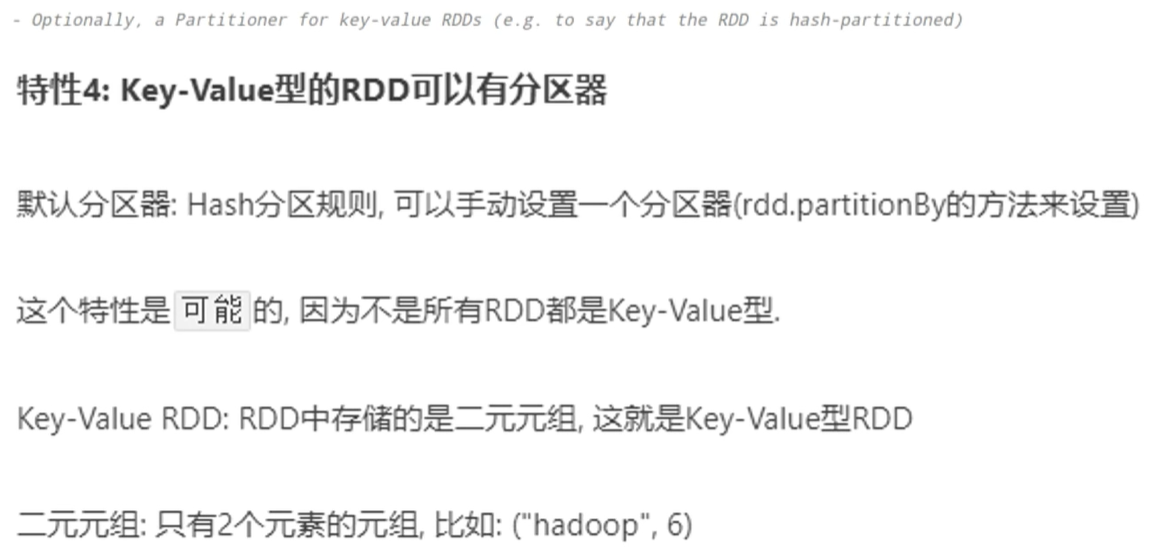 - Optionally, a Partitioner for key-value RDDs (e.g. to say that the RDD is hash-partitioned)
特性4: Key-Value型的RDD可以有分区器
默认分区器: Hash分区规则, 可以手动设置一个分区器(rdd.partitionBy的方法来设置)
这个特性是可能的, 因为不是所有RDD都是Key-Value型.
Key-Value RDD: RDD中存储的是二元元组, 这就是Key-Value型RDD
二元元组: 只有2个元素的元组, 比如: ("hadoop", 6)